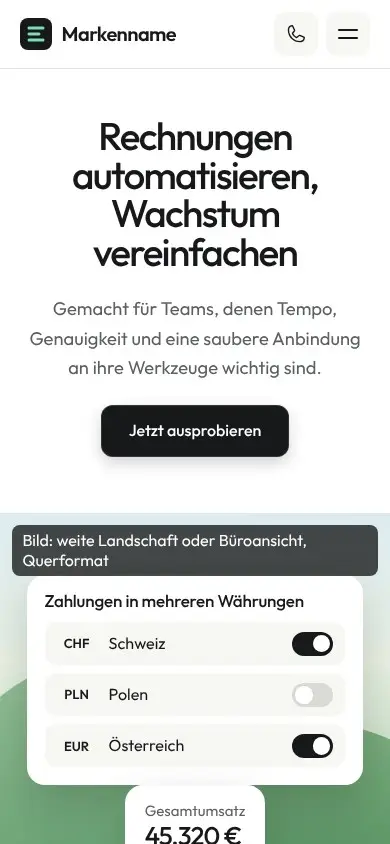 Markenname
Rechnungen
automatisieren,
Wachstum
vereinfachen
Gemacht für Teams, denen Tempo,
Genauigkeit und eine saubere Anbindung
an ihre Werkzeuge wichtig sind.
Jetzt ausprobieren
Bild: weite Landschaft oder Büroansicht,
Querformat
Zahlungen in mehreren Währungen
CHF Schweiz
PLN Polen
EUR Österreich
Gesamtumsatz
45.320 €